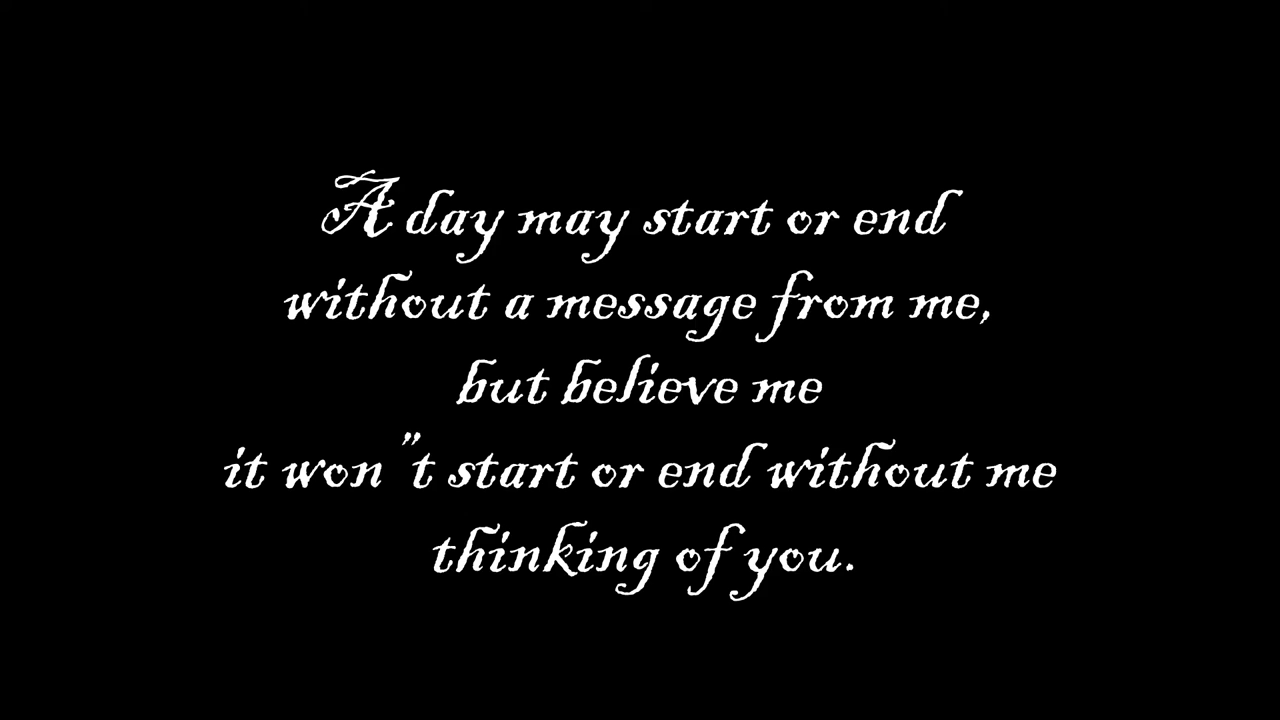 A day may start or end
without a message from me,
but believe me
it won"t start or end without me
thinking of you.